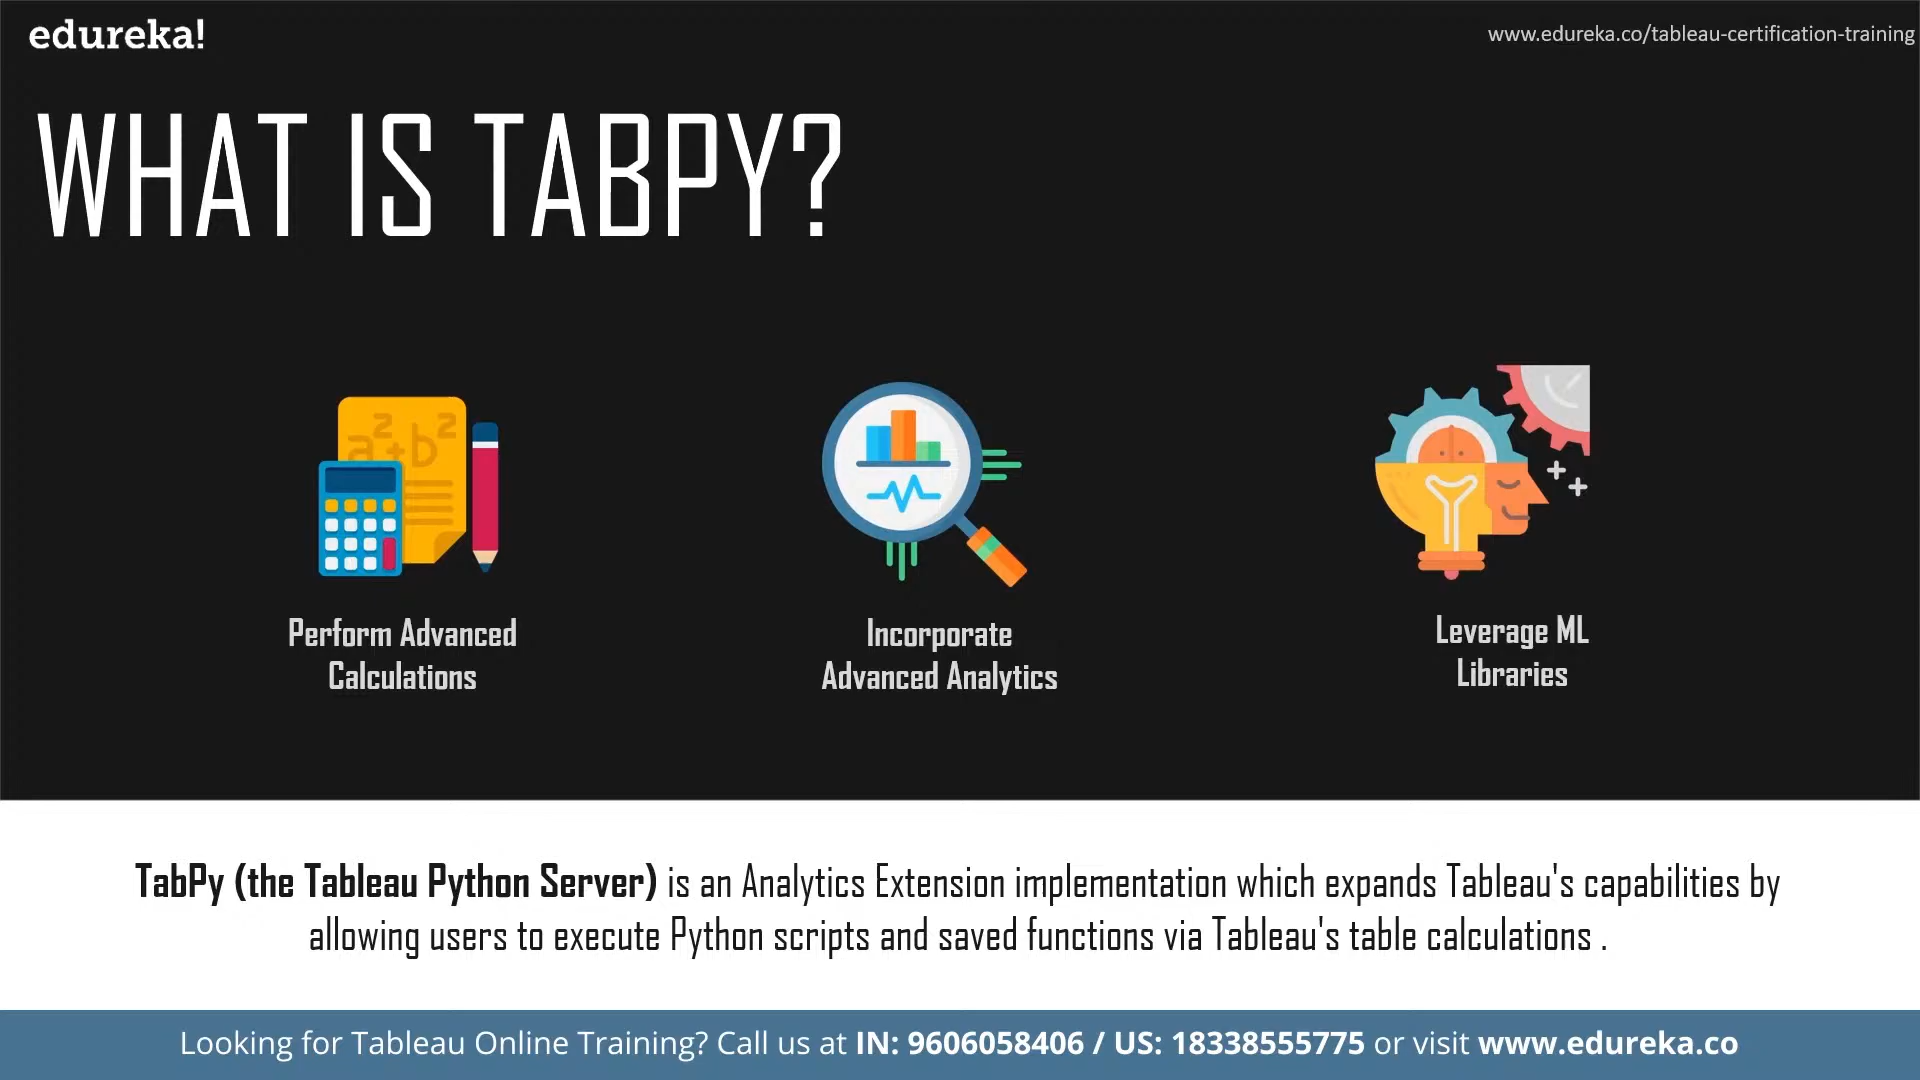 edureka!
www.edureka.co/tableau-certification-training
WHAT IS TABPY?
a²+b²
Perform Advanced
Calculations
Incorporate
Advanced Analytics
Leverage ML
Libraries
TabPy (the Tableau Python Server) is an Analytics Extension implementation which expands Tableau's capabilities by
allowing users to execute Python scripts and saved functions via Tableau's table calculations .
Looking for Tableau Online Training? Call us at IN: 9606058406 / US: 18338555775 or visit www.edureka.co